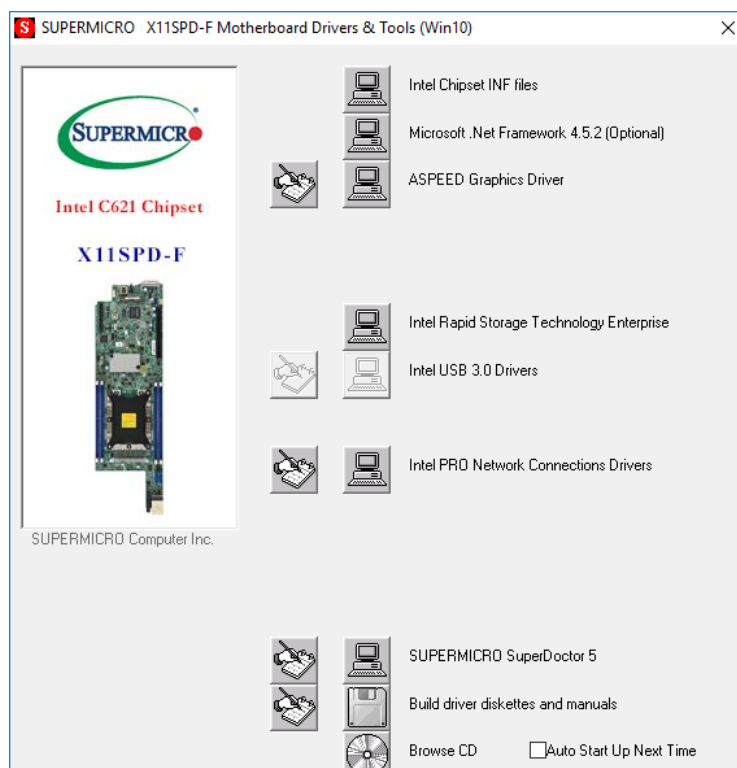 S SUPERMICRO X11SPD-F Motherboard Drivers & Tools (Win10)
SUPERMICR
Intel C621 Chipset
X11SPD-F
SUPERMICRO Computer Inc.
Intel Chipset INF files
Microsoft .Net Framework 4.5.2 (Optional)
ASPEED Graphics Driver
Intel Rapid Storage Technology Enterprise
Intel USB 3.0 Drivers
Intel PRO Network Connections Drivers
SUPERMICRO SuperDoctor 5
Build driver diskettes and manuals
Browse CD Auto Start Up Next Time